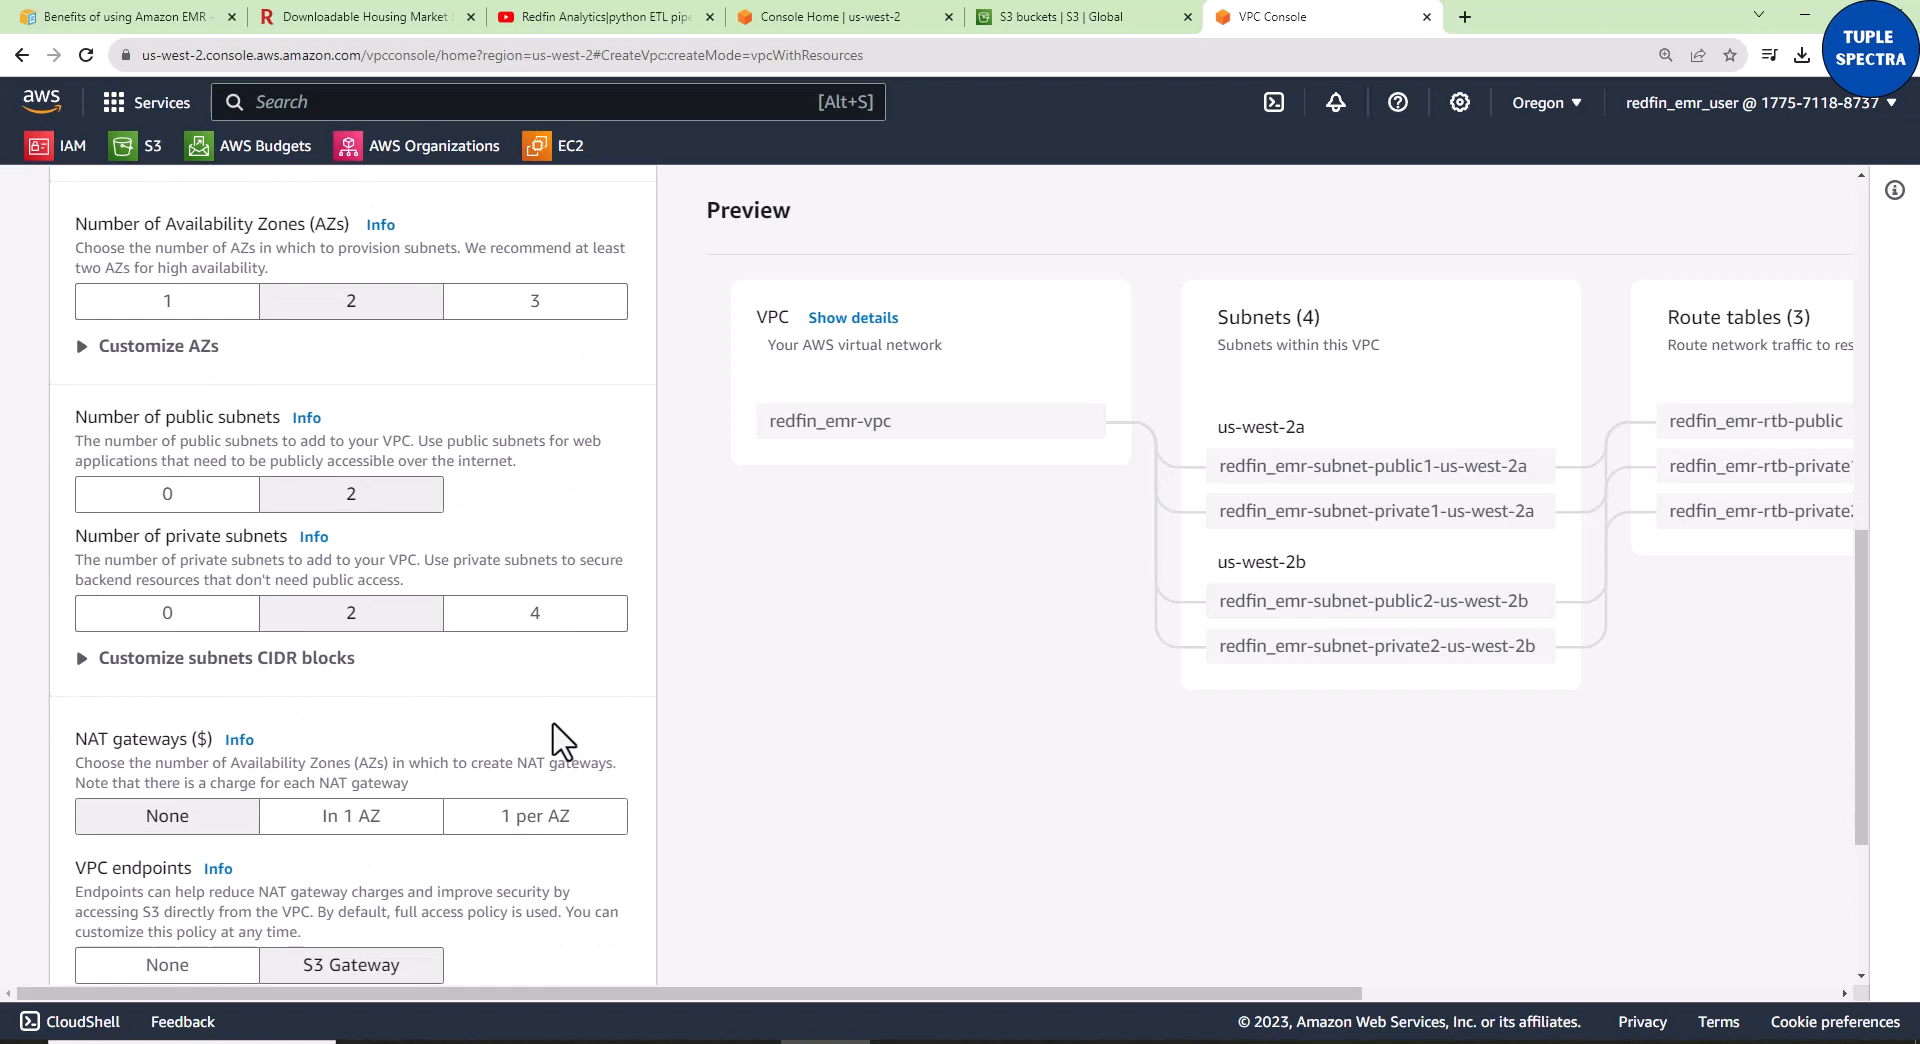 Benefits of using Amazon EMR -
Downloadable Housing Market
Redfin Analytics|python ETL pipe
Console Home | us-west-2
S3 buckets | S3 | Global
VPC Console
TUPLE
SPECTRA
us-west-2.console.aws.amazon.com/vpcconsole/home?region=us-west-2#CreateVpc:createMode=vpcWithResources
aws
Services
Search
[Alt+S]
Oregon
redfin_emr_user @ 1775-7118-8737
IAM
S3
AWS Budgets
AWS Organizations
EC2
Number of Availability Zones (AZs) Info
Choose the number of AZs in which to provision subnets. We recommend at least
two AZs for high availability.
1
2
3
Customize AZs
Number of public subnets Info
The number of public subnets to add to your VPC. Use public subnets for web
applications that need to be publicly accessible over the internet.
0
2
Number of private subnets Info
The number of private subnets to add to your VPC. Use private subnets to secure
backend resources that don't need public access.
0
2
4
Customize subnets CIDR blocks
NAT gateways ($) Info
Choose the number of Availability Zones (AZs) in which to create NAT gateways.
Note that there is a charge for each NAT gateway
None
In 1 AZ
1 per AZ
VPC endpoints Info
Endpoints can help reduce NAT gateway charges and improve security by
accessing S3 directly from the VPC. By default, full access policy is used. You can
customize this policy at any time.
None
S3 Gateway
Preview
VPC Show details
Your AWS virtual network
redfin_emr-vpc
Subnets (4)
Subnets within this VPC
us-west-2a
redfin_emr-subnet-public1-us-west-2a
redfin_emr-subnet-private1-us-west-2a
us-west-2b
redfin_emr-subnet-public2-us-west-2b
redfin_emr-subnet-private2-us-west-2b
Route tables (3)
Route network traffic to res
redfin_emr-rtb-public
redfin_emr-rtb-private1
redfin_emr-rtb-private2
CloudShell
Feedback
© 2023, Amazon Web Services, Inc. or its affiliates.
Privacy
Terms
Cookie preferences